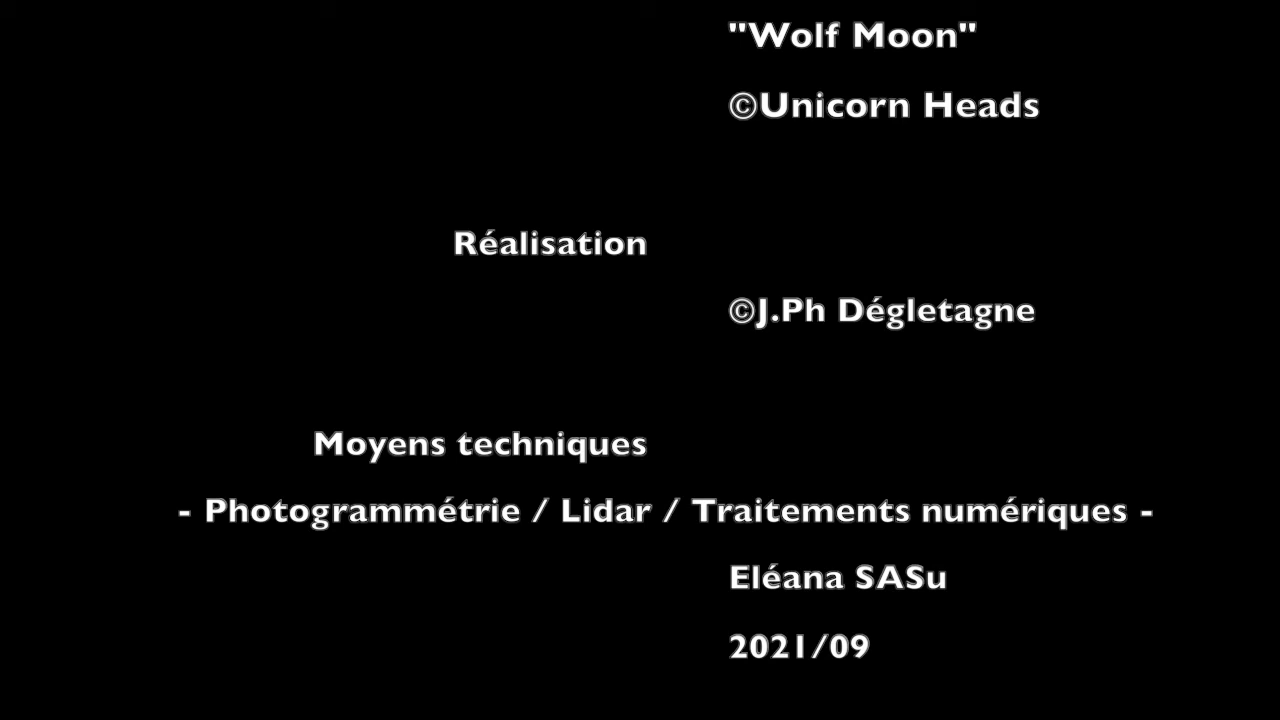 "Wolf Moon"
©Unicorn Heads
Réalisation
©J.Ph Dégletagne
Moyens techniques
- Photogrammétrie / Lidar / Traitements numériques -
Eléana SASu
2021/09